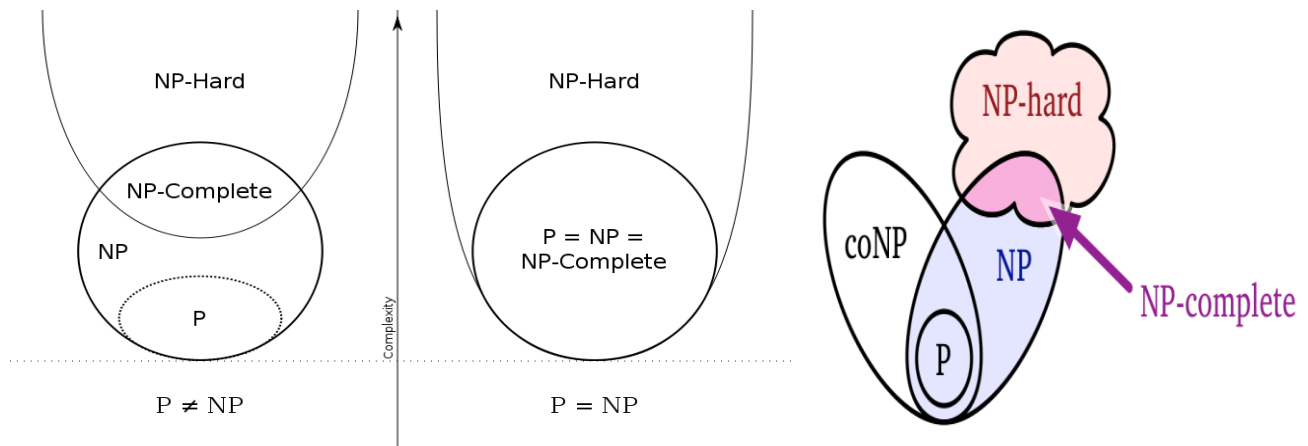 NP-Hard
NP-Complete
NP
P
P ≠ NP
Complexity
NP-Hard
P = NP =
NP-Complete
P = NP
NP-hard
coNP
NP
P
NP-complete